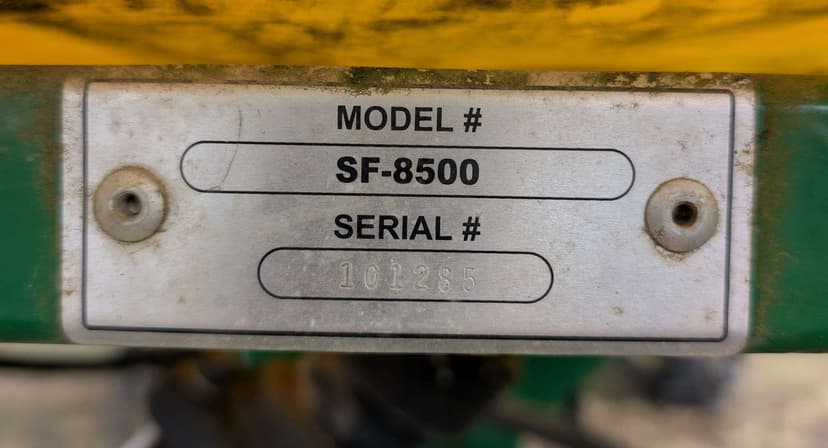 MODEL #
SF-8500
SERIAL #
101285